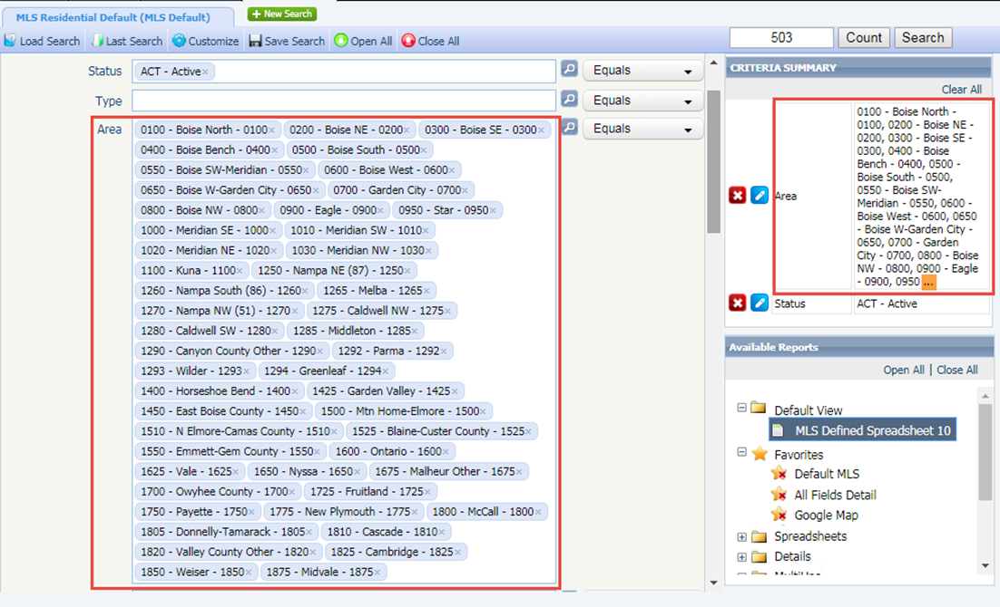 MLS Residential Default (MLS Default)
+ New Search
Load Search Last Search Customize Save Search Open All Close All
503 Count Search
Status ACT - Active× Equals
Type Equals
Area 0100 - Boise North - 0100× 0200 - Boise NE - 0200× 0300 - Boise SE - 0300× Equals
0400 - Boise Bench - 0400× 0500 - Boise South - 0500×
0550 - Boise SW-Meridian - 0550× 0600 - Boise West - 0600×
0650 - Boise W-Garden City - 0650× 0700 - Garden City - 0700×
0800 - Boise NW - 0800× 0900 - Eagle - 0900× 0950 - Star - 0950×
1000 - Meridian SE - 1000× 1010 - Meridian SW - 1010×
1020 - Meridian NE - 1020× 1030 - Meridian NW - 1030×
1100 - Kuna - 1100× 1250 - Nampa NE (87) - 1250×
1260 - Nampa South (86) - 1260× 1265 - Melba - 1265×
1270 - Nampa NW (51) - 1270× 1275 - Caldwell NW - 1275×
1280 - Caldwell SW - 1280× 1285 - Middleton - 1285×
1290 - Canyon County Other - 1290× 1292 - Parma - 1292×
1293 - Wilder - 1293× 1294 - Greenleaf - 1294×
1400 - Horseshoe Bend - 1400× 1425 - Garden Valley - 1425×
1450 - East Boise County - 1450× 1500 - Mtn Home-Elmore - 1500×
1510 - N Elmore-Camas County - 1510× 1525 - Blaine-Custer County - 1525×
1550 - Emmett-Gem County - 1550× 1600 - Ontario - 1600×
1625 - Vale - 1625× 1650 - Nyssa - 1650× 1675 - Malheur Other - 1675×
1700 - Owyhee County - 1700× 1725 - Fruitland - 1725×
1750 - Payette - 1750× 1775 - New Plymouth - 1775× 1800 - McCall - 1800×
1805 - Donnelly-Tamarack - 1805× 1810 - Cascade - 1810×
1820 - Valley County Other - 1820× 1825 - Cambridge - 1825×
1850 - Weiser - 1850× 1875 - Midvale - 1875×
CRITERIA SUMMARY
Clear All
0100 - Boise North -
0100, 0200 - Boise NE -
0200, 0300 - Boise SE -
0300, 0400 - Boise
Bench - 0400, 0500 -
Boise South - 0500,
0550 - Boise SW-
Area Meridian - 0550, 0600 -
Boise West - 0600, 0650
- Boise W-Garden City -
0650, 0700 - Garden
City - 0700, 0800 - Boise
NW - 0800, 0900 - Eagle
- 0900, 0950 ...
Status ACT - Active
Available Reports
Open All | Close All
Default View
MLS Defined Spreadsheet 10
Favorites
Default MLS
All Fields Detail
Google Map
Spreadsheets
Details